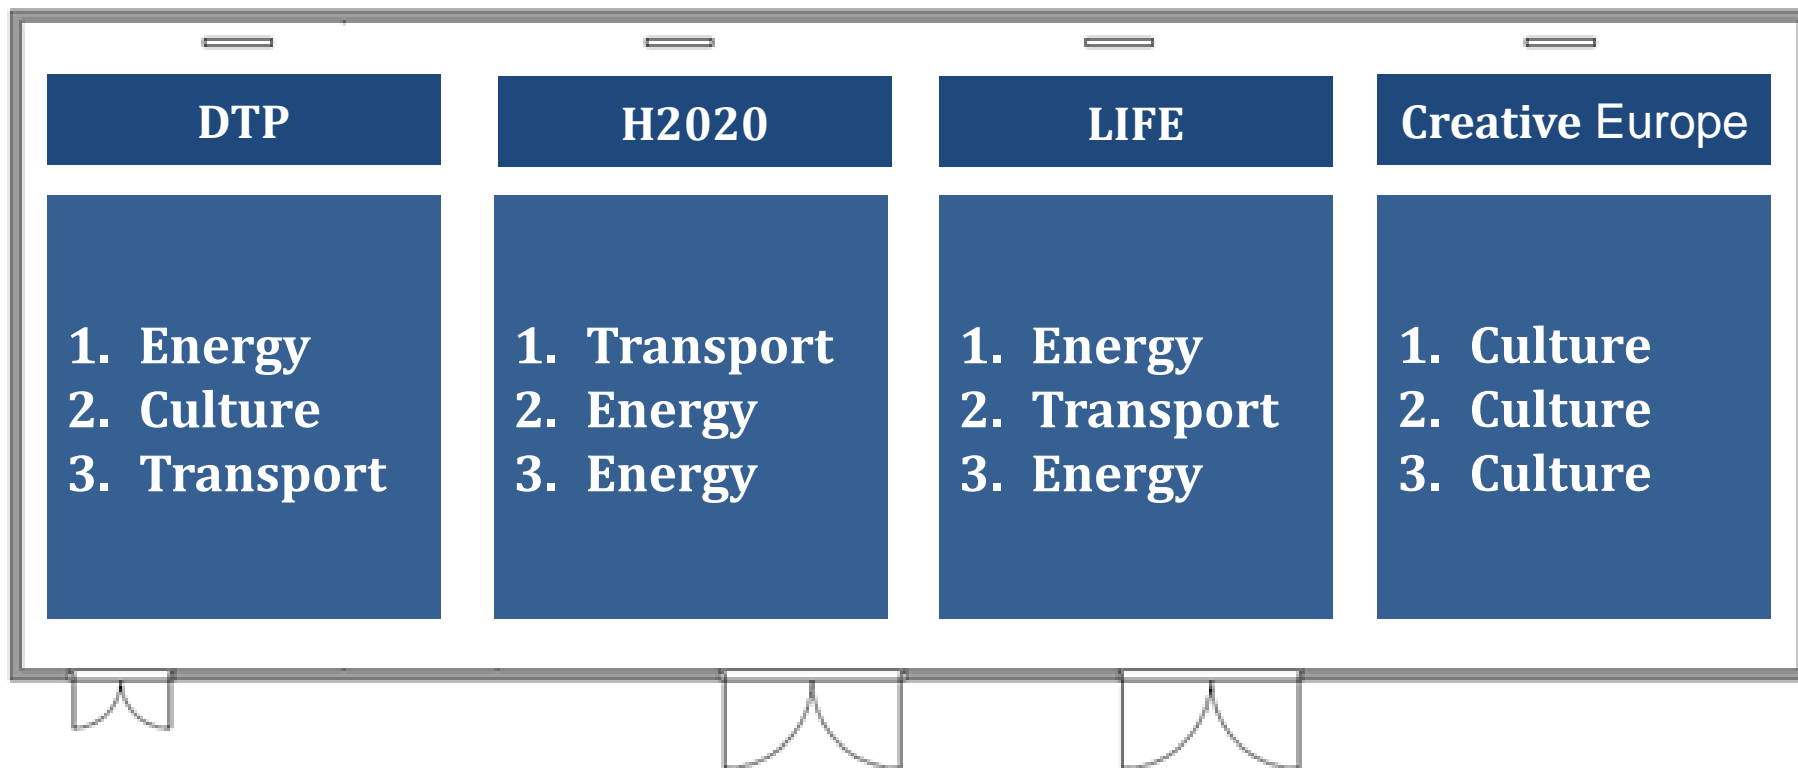 DTP
1. Energy
2. Culture
3. Transport
H2020
1. Transport
2. Energy
3. Energy
LIFE
1. Energy
2. Transport
3. Energy
Creative Europe
1. Culture
2. Culture
3. Culture